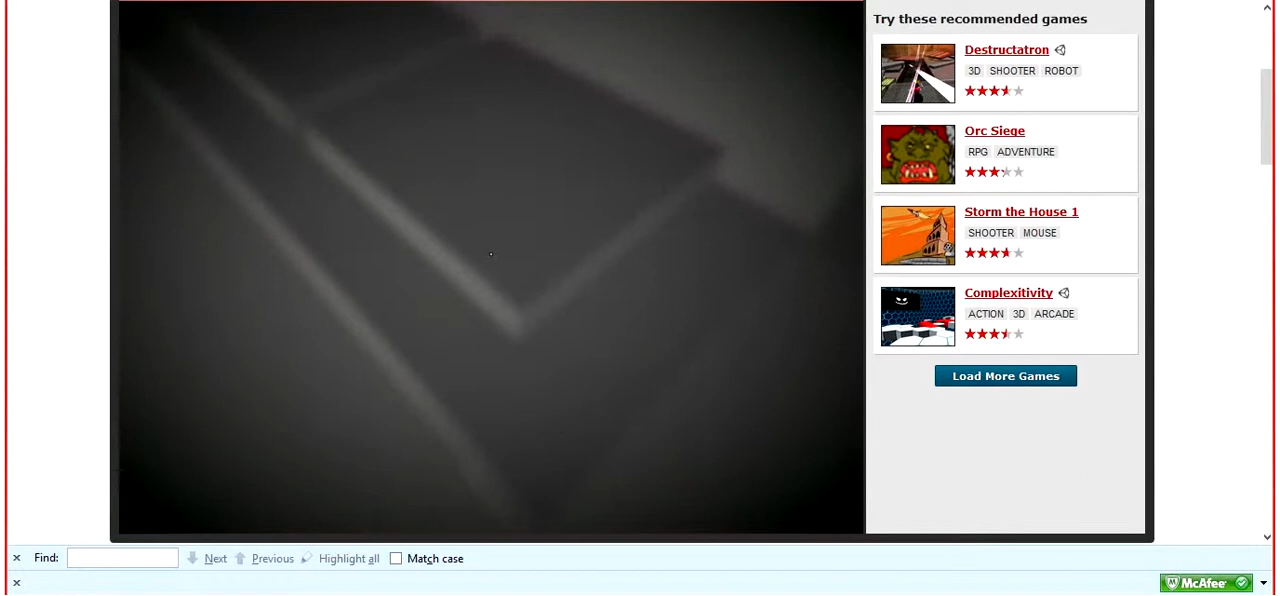 Try these recommended games
Destructatron
3D SHOOTER ROBOT
Orc Siege
RPG ADVENTURE
Storm the House 1
SHOOTER MOUSE
Complexitivity
ACTION 3D ARCADE
Load More Games
× Find: Next Previous Highlight all Match case
× McAfee